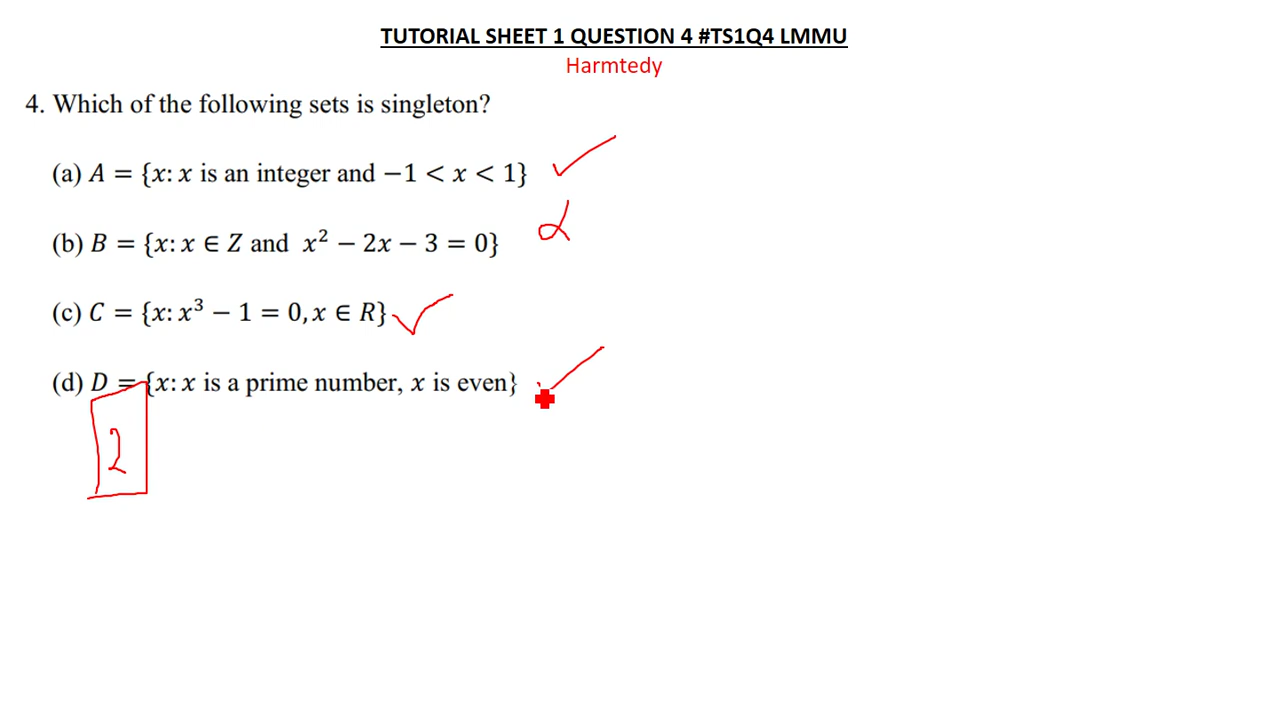 TUTORIAL SHEET 1 QUESTION 4 #TS1Q4 LMMU
Harmtedy
4. Which of the following sets is singleton?
(a) A = {x: x is an integer and −1 < x < 1}
(b) B = {x: x ∈ Z and x² − 2x − 3 = 0}
(c) C = {x: x³ − 1 = 0, x ∈ R}
(d) D = {x: x is a prime number, x is even}
2